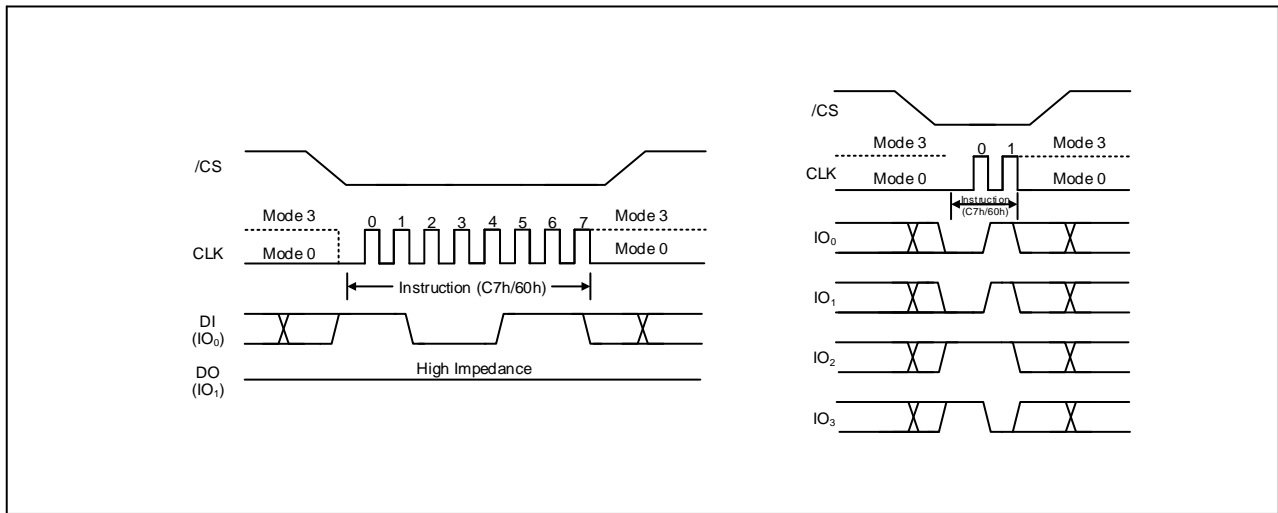 /CS
Mode 3
0 1 2 3 4 5 6 7
Mode 3
CLK
Mode 0
Mode 0
Instruction (C7h/60h)
DI
(IO₀)
High Impedance
DO
(IO₁)
/CS
Mode 3
0 1
Mode 3
CLK
Mode 0
Mode 0
Instruction
(C7h/60h)
IO₀
IO₁
IO₂
IO₃